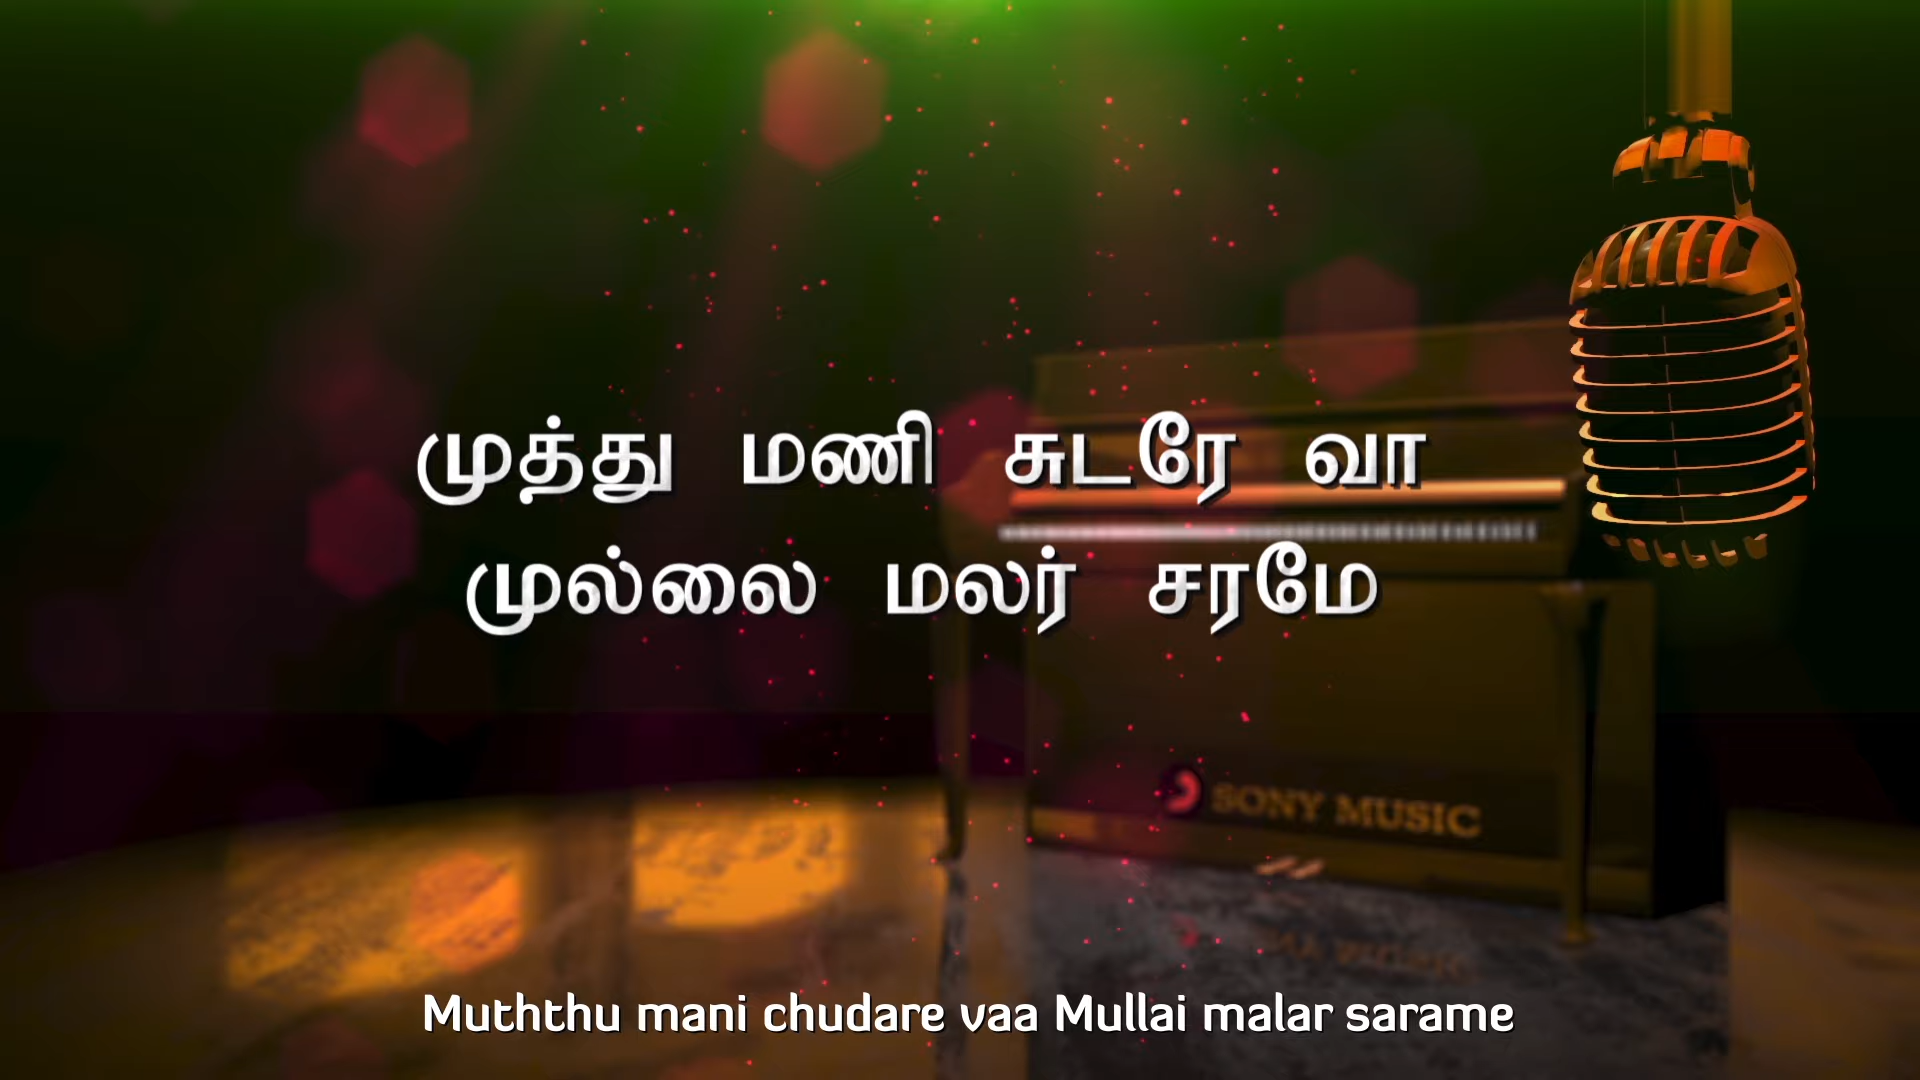 முத்து மணி சுடரே வா
முல்லை மலர் சரமே
SONY MUSIC
Muththu mani chudare vaa Mullai malar sarame